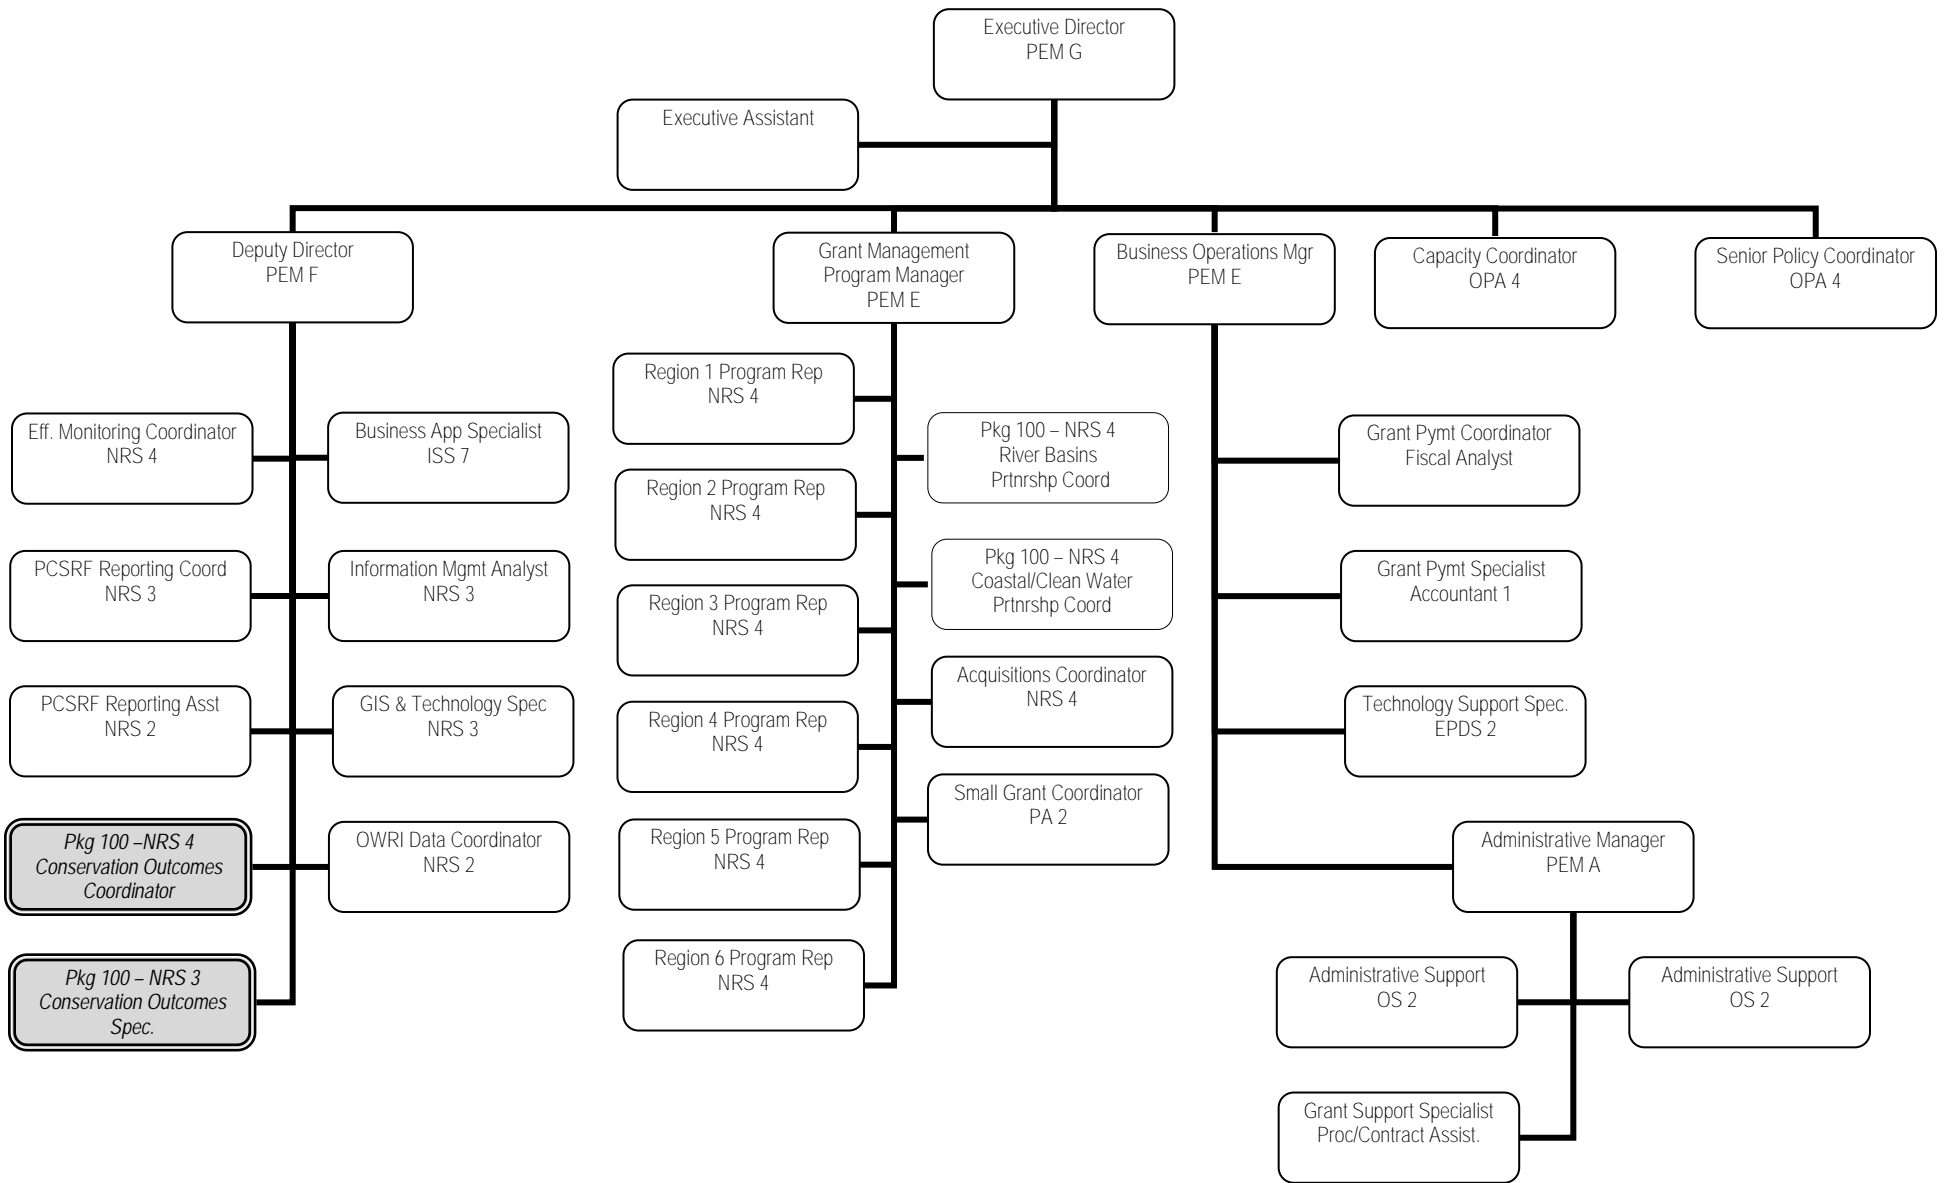 Executive Director
PEM G
Executive Assistant
Deputy Director
PEM F
Grant Management
Program Manager
PEM E
Business Operations Mgr
PEM E
Capacity Coordinator
OPA 4
Senior Policy Coordinator
OPA 4
Eff. Monitoring Coordinator
NRS 4
Business App Specialist
ISS 7
PCSRF Reporting Coord
NRS 3
Information Mgmt Analyst
NRS 3
PCSRF Reporting Asst
NRS 2
GIS & Technology Spec
NRS 3
Pkg 100 –NRS 4
Conservation Outcomes
Coordinator
OWRI Data Coordinator
NRS 2
Pkg 100 – NRS 3
Conservation Outcomes
Spec.
Region 1 Program Rep
NRS 4
Region 2 Program Rep
NRS 4
Region 3 Program Rep
NRS 4
Region 4 Program Rep
NRS 4
Region 5 Program Rep
NRS 4
Region 6 Program Rep
NRS 4
Pkg 100 – NRS 4
River Basins
Prtnrshp Coord
Pkg 100 – NRS 4
Coastal/Clean Water
Prtnrshp Coord
Acquisitions Coordinator
NRS 4
Small Grant Coordinator
PA 2
Grant Pymt Coordinator
Fiscal Analyst
Grant Pymt Specialist
Accountant 1
Technology Support Spec.
EPDS 2
Administrative Manager
PEM A
Administrative Support
OS 2
Administrative Support
OS 2
Grant Support Specialist
Proc/Contract Assist.